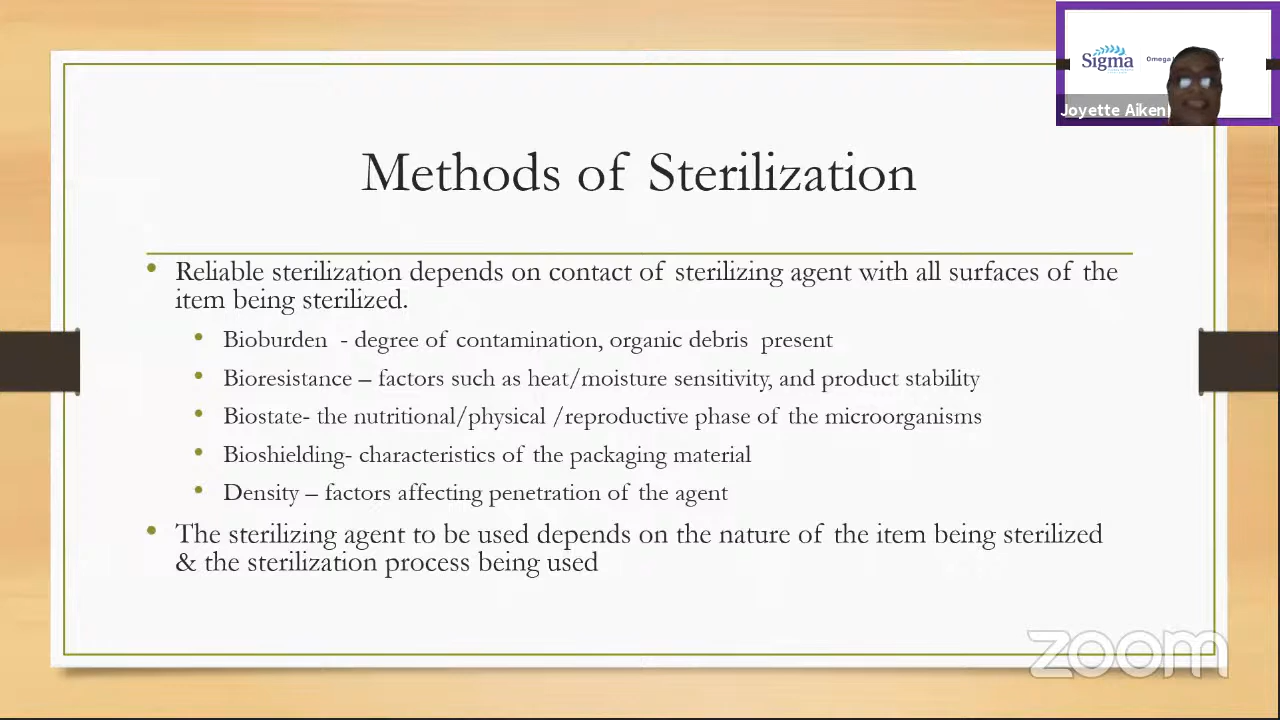 Sigma
Omega
Joyette Aiken
Methods of Sterilization
• Reliable sterilization depends on contact of sterilizing agent with all surfaces of the
item being sterilized.
• Bioburden - degree of contamination, organic debris present
• Bioresistance – factors such as heat/moisture sensitivity, and product stability
• Biostate- the nutritional/physical /reproductive phase of the microorganisms
• Bioshielding- characteristics of the packaging material
• Density – factors affecting penetration of the agent
• The sterilizing agent to be used depends on the nature of the item being sterilized
& the sterilization process being used
zoom